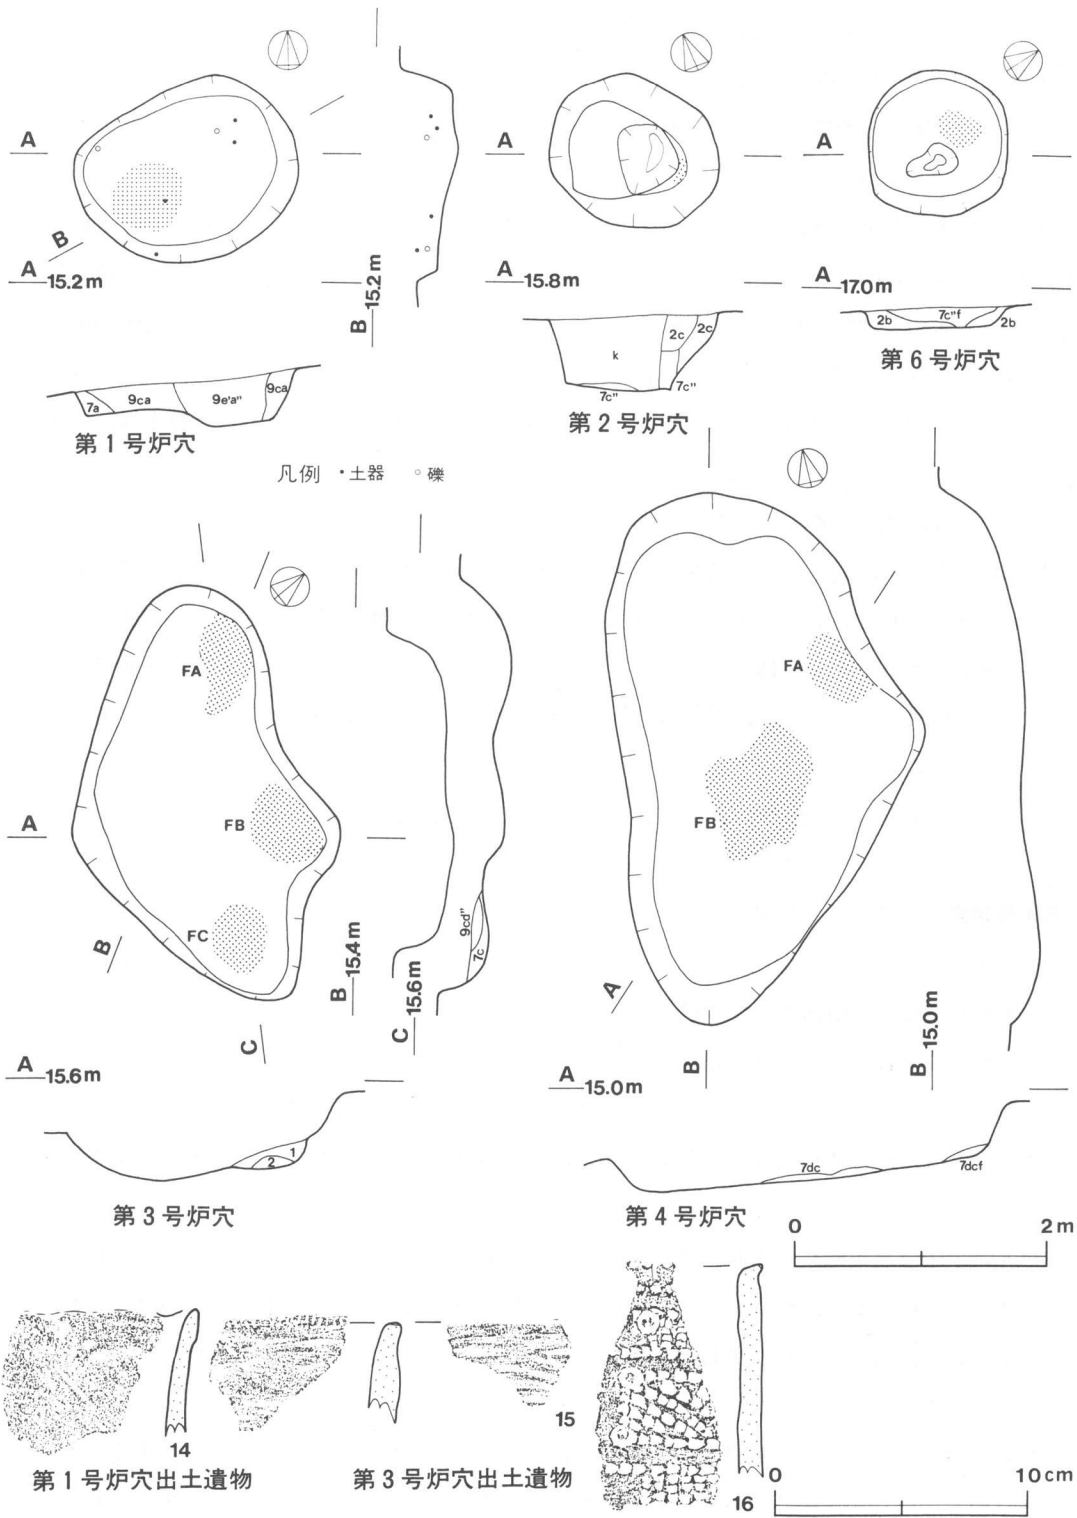 A
B
A 15.2m
B 15.2m
7a 9ca 9e'a" 9ca
第1号炉穴
A
A 15.8m
k 2c 2c
7c" 7c"
第2号炉穴
A
A 17.0m
2b 7c"f 2b
第6号炉穴
凡例 ・土器 ○礫
FA
FB
FC
A
B
C
B 15.4m
C 15.6m
9cd"
7c
A 15.6m
1
2
第3号炉穴
FA
FB
A
B
B 15.0m
A 15.0m
7dc
7dcf
第4号炉穴
0 2m
14
第1号炉穴出土遺物
15
第3号炉穴出土遺物
16
0 10cm